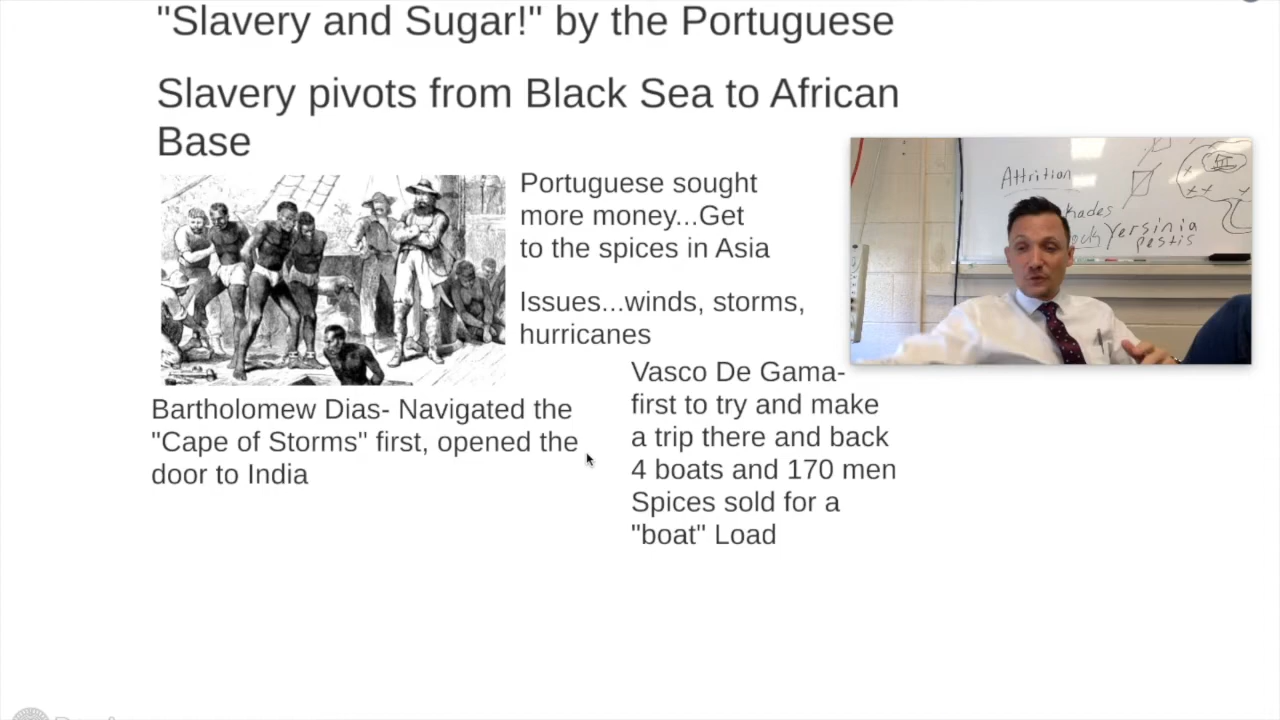 "Slavery and Sugar!" by the Portuguese
Slavery pivots from Black Sea to African
Base
Portuguese sought
more money...Get
to the spices in Asia
Issues...winds, storms,
hurricanes
Bartholomew Dias- Navigated the
"Cape of Storms" first, opened the
door to India
Vasco De Gama-
first to try and make
a trip there and back
4 boats and 170 men
Spices sold for a
"boat" Load
Attrition
Yersinia
pestis